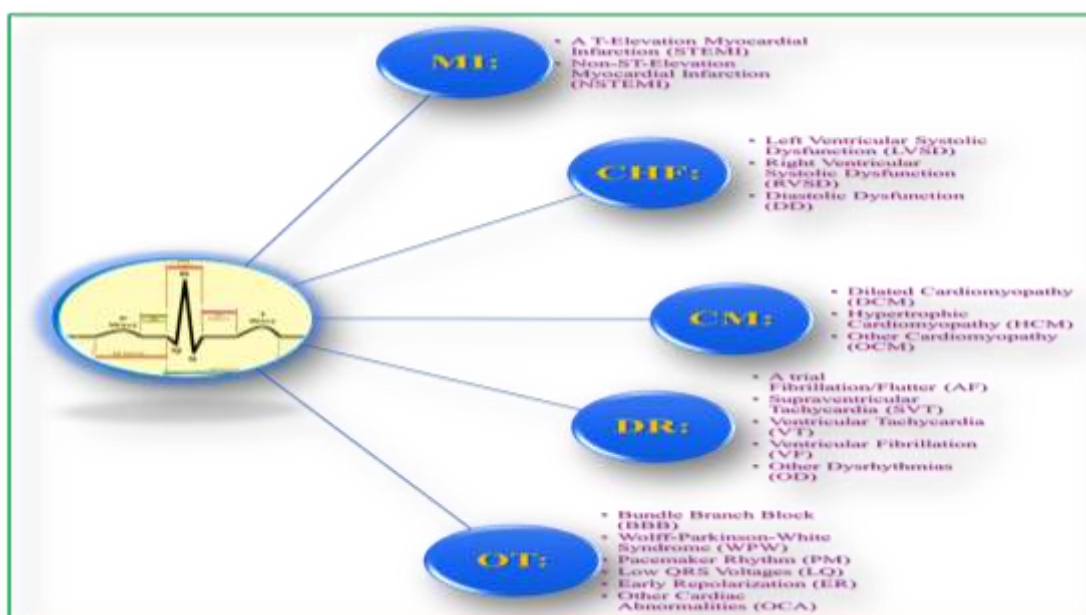 MI:
• A T-Elevation Myocardial
Infarction (STEMI)
• Non-ST-Elevation
Myocardial Infarction
(NSTEMI)
CHF:
• Left Ventricular Systolic
Dysfunction (LVSD)
• Right Ventricular
Systolic Dysfunction
(RVSD)
• Diastolic Dysfunction
(DD)
R
P
Wave
T
Wave
Q
S
CM:
• Dilated Cardiomyopathy
(DCM)
• Hypertrophic
Cardiomyopathy (HCM)
• Other Cardiomyopathy
(OCM)
DR:
• A trial
Fibrillation/Flutter (AF)
• Supraventricular
Tachycardia (SVT)
• Ventricular Tachycardia
(VT)
• Ventricular Fibrillation
(VF)
• Other Dysrhythmias
(OD)
OT:
• Bundle Branch Block
(BBB)
• Wolff-Parkinson-White
Syndrome (WPW)
• Pacemaker Rhythm (PM)
• Low QRS Voltages (LQ)
• Early Repolarization (ER)
• Other Cardiac
Abnormalities (OCA)